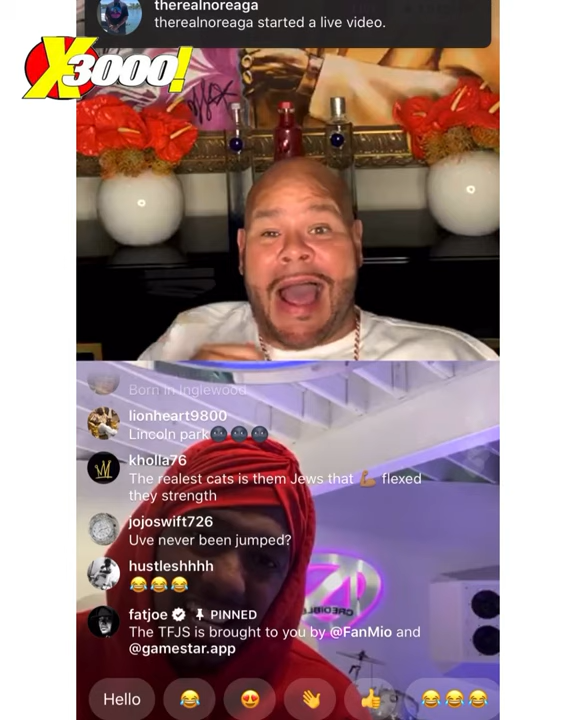 therealnoreaga
therealnoreaga started a live video.
X3000!
Born In Inglewood
lionheart9800
Lincoln park🌚🌚🌚
kholla76
The realest cats is them Jews that 💪🏽 flexed
they strength
jojoswift726
Uve never been jumped?
hustleshhhh
😂😂😂
fatjoe PINNED
The TFJS is brought to you by @FanMio and
@gamestar.app
CREDIBLE
Hello 😂 😍 👋 👍 😂😂😂